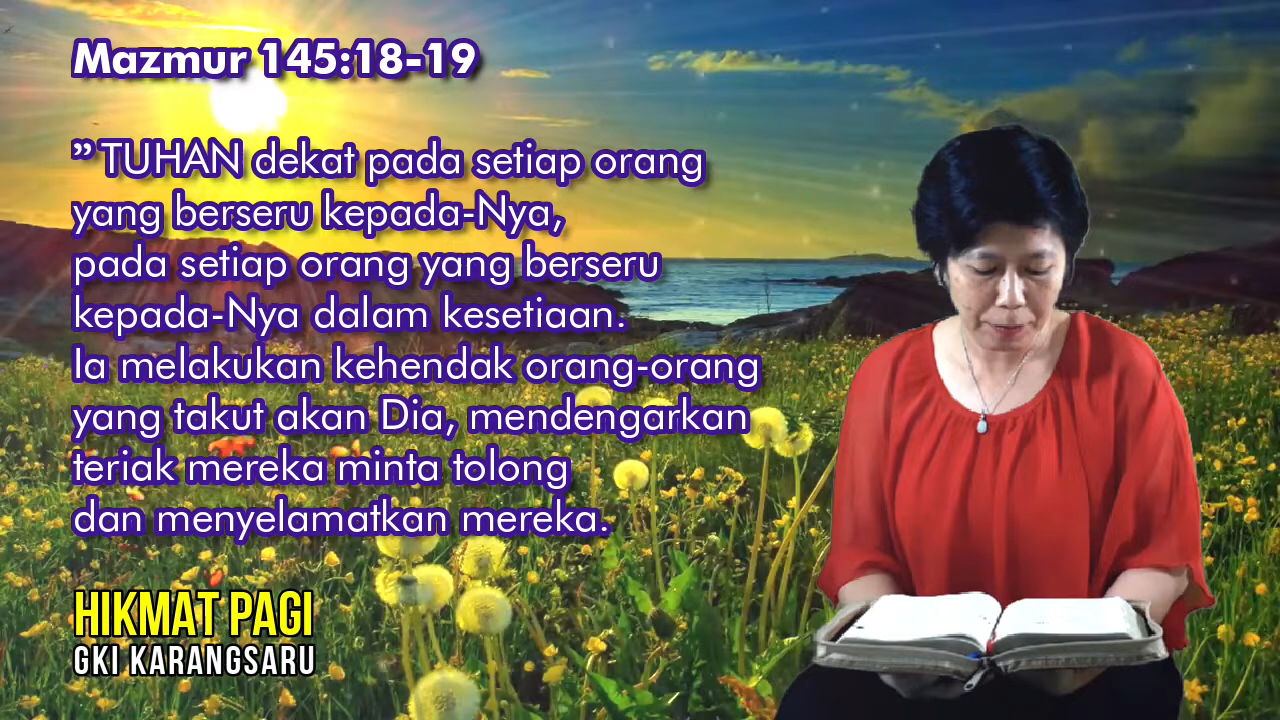 Mazmur 145:18-19
” TUHAN dekat pada setiap orang
yang berseru kepada-Nya,
pada setiap orang yang berseru
kepada-Nya dalam kesetiaan.
Ia melakukan kehendak orang-orang
yang takut akan Dia, mendengarkan
teriak mereka minta tolong
dan menyelamatkan mereka.
HIKMAT PAGI
GKI KARANGSARU